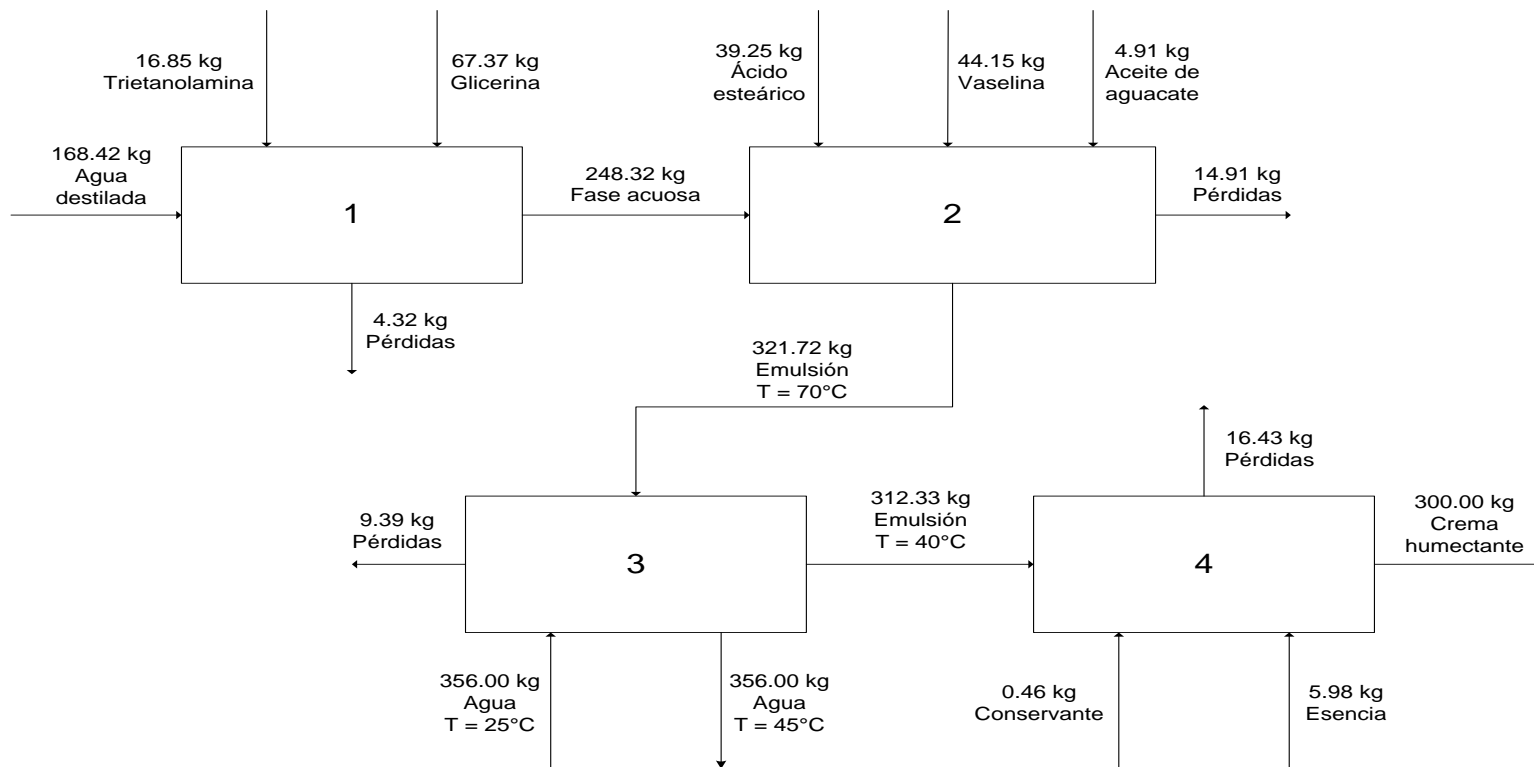 16.85 kg
Trietanolamina
67.37 kg
Glicerina
39.25 kg
Ácido
esteárico
44.15 kg
Vaselina
4.91 kg
Aceite de
aguacate
168.42 kg
Agua
destilada
1
248.32 kg
Fase acuosa
2
14.91 kg
Pérdidas
4.32 kg
Pérdidas
321.72 kg
Emulsión
T = 70°C
16.43 kg
Pérdidas
9.39 kg
Pérdidas
3
312.33 kg
Emulsión
T = 40°C
4
300.00 kg
Crema
humectante
356.00 kg
Agua
T = 25°C
356.00 kg
Agua
T = 45°C
0.46 kg
Conservante
5.98 kg
Esencia